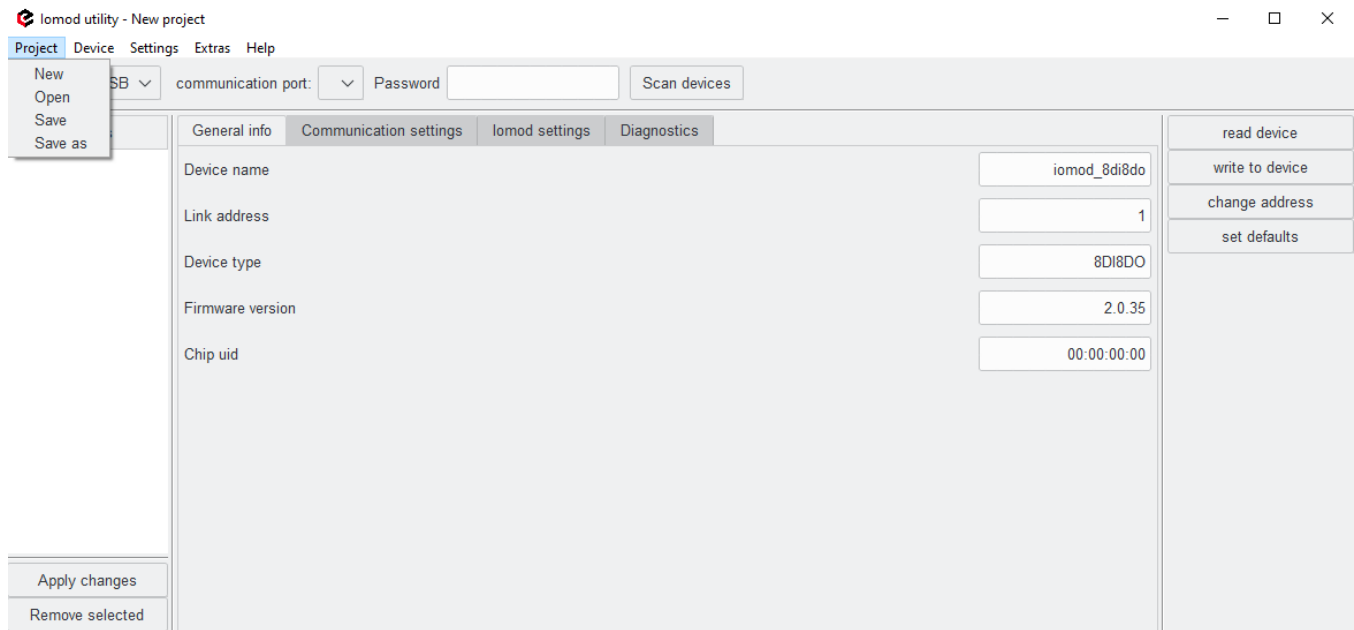 Iomod utility - New project
Project Device Settings Extras Help
New
Open
Save
Save as
SB communication port: Password Scan devices
General info Communication settings Iomod settings Diagnostics
Device name iomod_8di8do
Link address 1
Device type 8DI8DO
Firmware version 2.0.35
Chip uid 00:00:00:00
read device
write to device
change address
set defaults
Apply changes
Remove selected